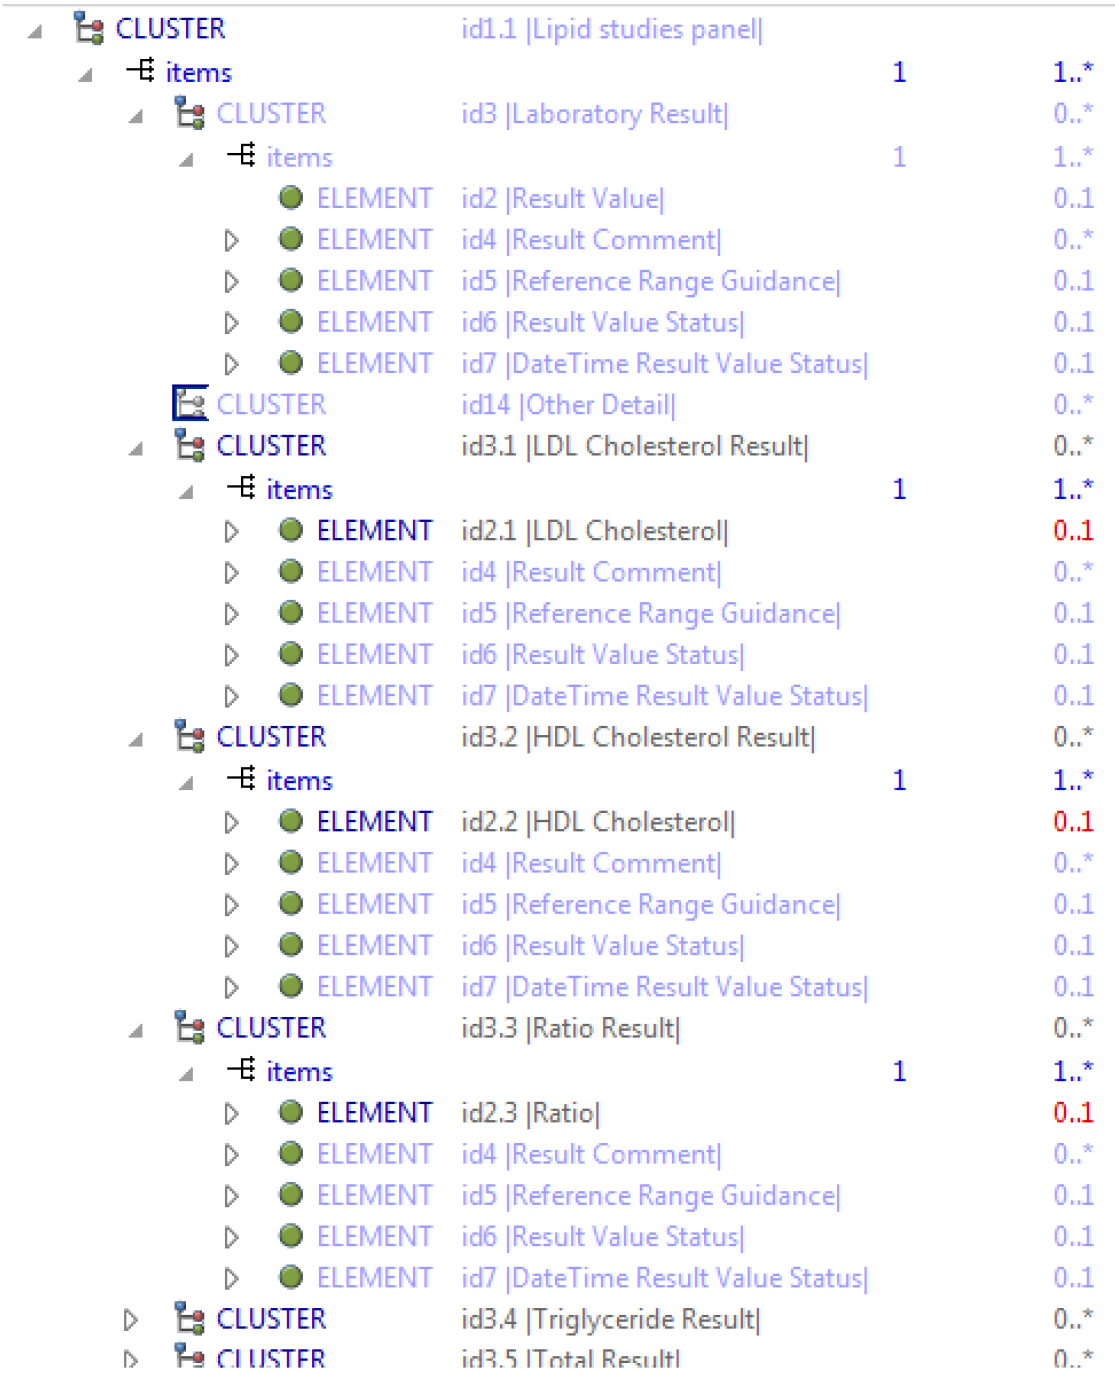 CLUSTER id1.1 |Lipid studies panel|
items 1 1..*
CLUSTER id3 |Laboratory Result| 0..*
items 1 1..*
ELEMENT id2 |Result Value| 0..1
ELEMENT id4 |Result Comment| 0..*
ELEMENT id5 |Reference Range Guidance| 0..1
ELEMENT id6 |Result Value Status| 0..1
ELEMENT id7 |DateTime Result Value Status| 0..1
CLUSTER id14 |Other Detail| 0..*
CLUSTER id3.1 |LDL Cholesterol Result| 0..*
items 1 1..*
ELEMENT id2.1 |LDL Cholesterol| 0..1
ELEMENT id4 |Result Comment| 0..*
ELEMENT id5 |Reference Range Guidance| 0..1
ELEMENT id6 |Result Value Status| 0..1
ELEMENT id7 |DateTime Result Value Status| 0..1
CLUSTER id3.2 |HDL Cholesterol Result| 0..*
items 1 1..*
ELEMENT id2.2 |HDL Cholesterol| 0..1
ELEMENT id4 |Result Comment| 0..*
ELEMENT id5 |Reference Range Guidance| 0..1
ELEMENT id6 |Result Value Status| 0..1
ELEMENT id7 |DateTime Result Value Status| 0..1
CLUSTER id3.3 |Ratio Result| 0..*
items 1 1..*
ELEMENT id2.3 |Ratio| 0..1
ELEMENT id4 |Result Comment| 0..*
ELEMENT id5 |Reference Range Guidance| 0..1
ELEMENT id6 |Result Value Status| 0..1
ELEMENT id7 |DateTime Result Value Status| 0..1
CLUSTER id3.4 |Triglyceride Result| 0..*
CLUSTER id3.5 |Total Result| 0..*